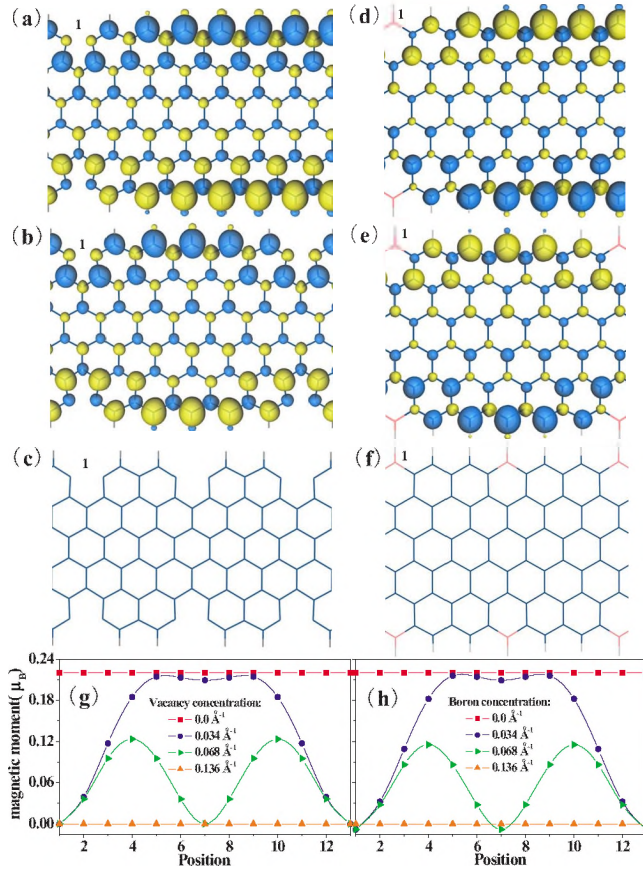 (a)
1
(d)
1
(b)
1
(e)
1
(c)
1
(f)
1
magnetic moment( μB)
0.24
0.18
0.12
0.06
0.00
(g)
Vacancy concentration:
0.0 Å-1
0.034 Å-1
0.068 Å-1
0.136 Å-1
2 4 6 8 10 12
Position
(h)
Boron concentration:
0.0 Å-1
0.034 Å-1
0.068 Å-1
0.136 Å-1
2 4 6 8 10 12
Position